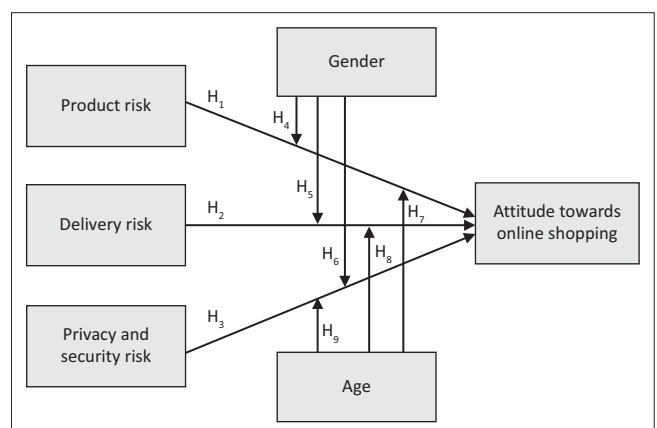 Gender
Product risk
H1
H4
H5
H7
Delivery risk
H2
Attitude towards
online shopping
H6
H8
Privacy and
security risk
H3
H9
Age